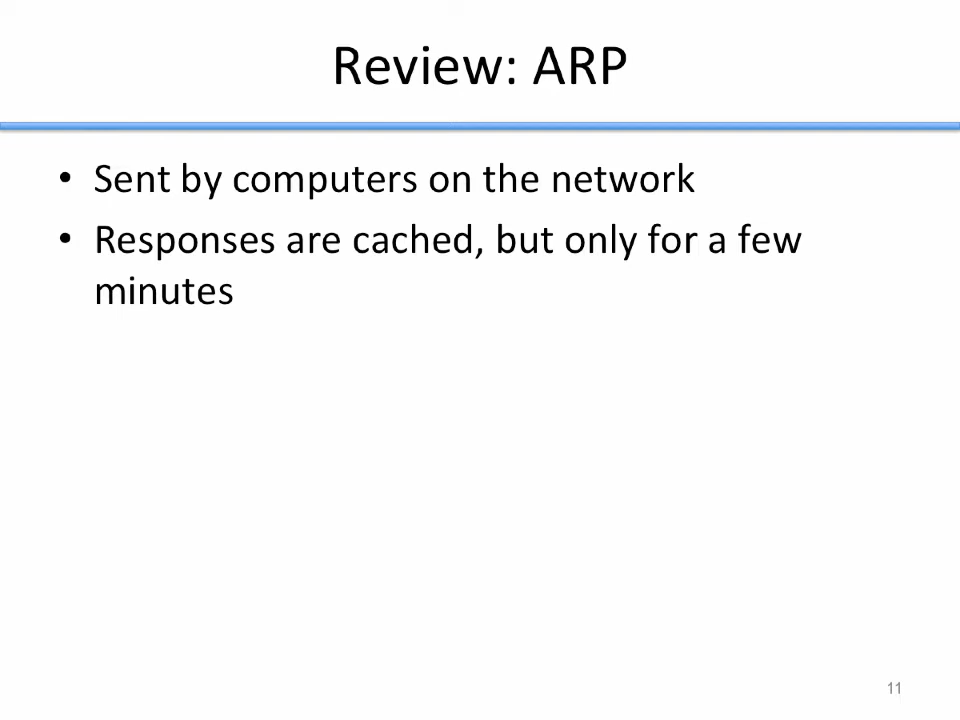 Review: ARP
• Sent by computers on the network
• Responses are cached, but only for a few
minutes
11